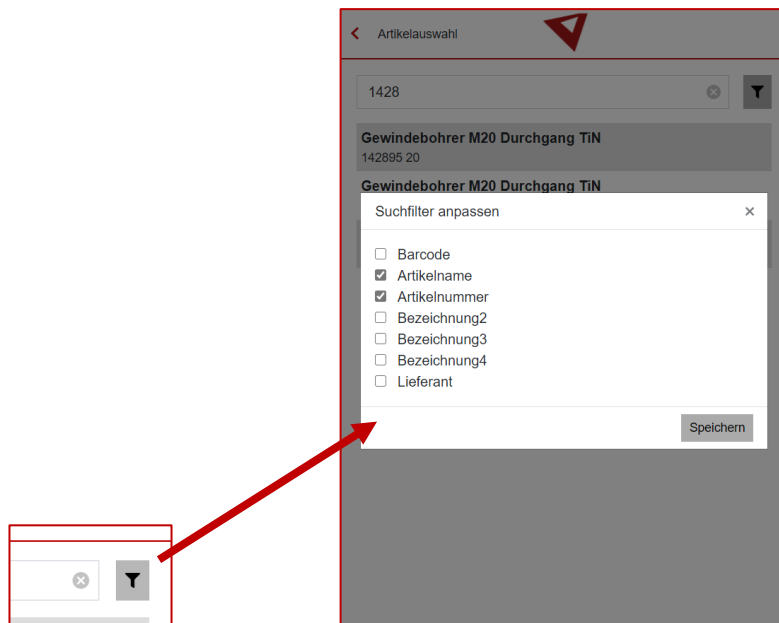 Artikelauswahl
1428
Gewindebohrer M20 Durchgang TiN
142895 20
Gewindebohrer M20 Durchgang TiN
Suchfilter anpassen
Barcode
Artikelname
Artikelnummer
Bezeichnung2
Bezeichnung3
Bezeichnung4
Lieferant
Speichern